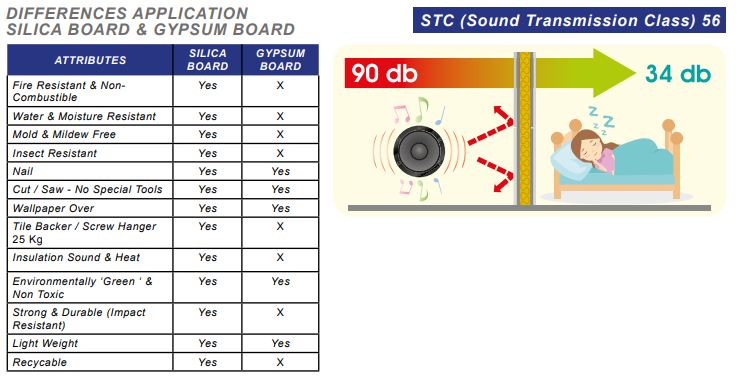 DIFFERENCES APPLICATION
SILICA BOARD & GYPSUM BOARD
ATTRIBUTES SILICA BOARD GYPSUM BOARD
Fire Resistant & Non-
Combustible Yes X
Water & Moisture Resistant Yes X
Mold & Mildew Free Yes X
Insect Resistant Yes X
Nail Yes Yes
Cut / Saw - No Special Tools Yes Yes
Wallpaper Over Yes Yes
Tile Backer / Screw Hanger
25 Kg Yes X
Insulation Sound & Heat Yes X
Environmentally 'Green ' &
Non Toxic Yes Yes
Strong & Durable (Impact
Resistant) Yes X
Light Weight Yes Yes
Recycable Yes X
STC (Sound Transmission Class) 56
90 db 34 db
z z z z